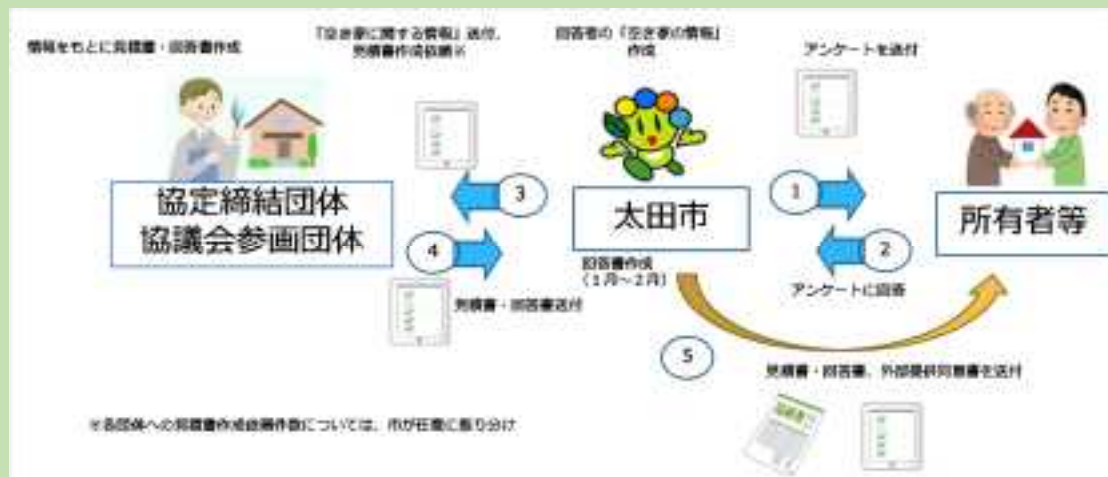 情報をもとに見積書・回答書作成
「空き家に関する情報」送付、
見積書作成依頼※
回答者の「空き家の情報」
作成
アンケートを送付
協定締結団体
協議会参画団体
3
太田市
1
所有者等
4
2
回答書作成
(1月~2月)
アンケートに回答
見積書・回答書送付
5
見積書・回答書、外部提供同意書を送付
※各団体への見積書作成依頼件数については、市が任意に振り分け